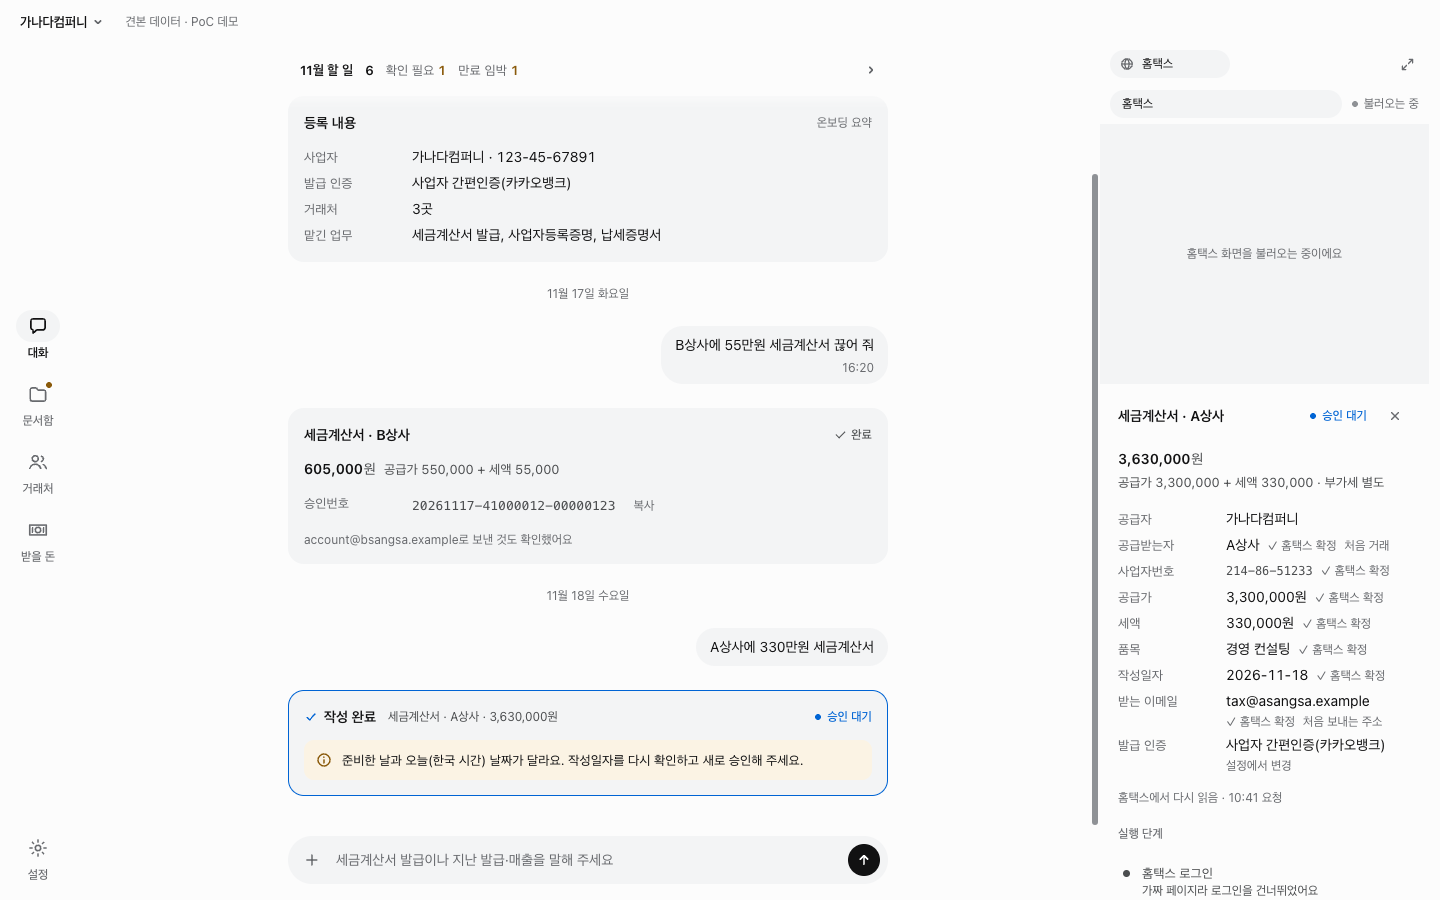 가나다컴퍼니
견본 데이터 · PoC 데모
11월 할 일 6 확인 필요 1 만료 임박 1
등록 내용 온보딩 요약
사업자 가나다컴퍼니 · 123-45-67891
발급 인증 사업자 간편인증(카카오뱅크)
거래처 3곳
맡긴 업무 세금계산서 발급, 사업자등록증명, 납세증명서
11월 17일 화요일
B상사에 55만원 세금계산서 끊어 줘
16:20
세금계산서 · B상사 완료
605,000원 공급가 550,000 + 세액 55,000
승인번호 20261117-41000012-00000123 복사
account@bsangsa.example로 보낸 것도 확인했어요
11월 18일 수요일
A상사에 330만원 세금계산서
작성 완료 세금계산서 · A상사 · 3,630,000원 승인 대기
준비한 날과 오늘(한국 시간) 날짜가 달라요. 작성일자를 다시 확인하고 새로 승인해 주세요.
세금계산서 발급이나 지난 발급·매출을 말해 주세요
대화
문서함
거래처
받을 돈
설정
홈택스
홈택스 불러오는 중
홈택스 화면을 불러오는 중이에요
세금계산서 · A상사 승인 대기
3,630,000원
공급가 3,300,000 + 세액 330,000 · 부가세 별도
공급자 가나다컴퍼니
공급받는자 A상사 ✓ 홈택스 확정 처음 거래
사업자번호 214-86-51233 ✓ 홈택스 확정
공급가 3,300,000원 ✓ 홈택스 확정
세액 330,000원 ✓ 홈택스 확정
품목 경영 컨설팅 ✓ 홈택스 확정
작성일자 2026-11-18 ✓ 홈택스 확정
받는 이메일 tax@asangsa.example
✓ 홈택스 확정 처음 보내는 주소
발급 인증 사업자 간편인증(카카오뱅크)
설정에서 변경
홈택스에서 다시 읽음 · 10:41 요청
실행 단계
홈택스 로그인
가짜 페이지라 로그인을 건너뛰었어요